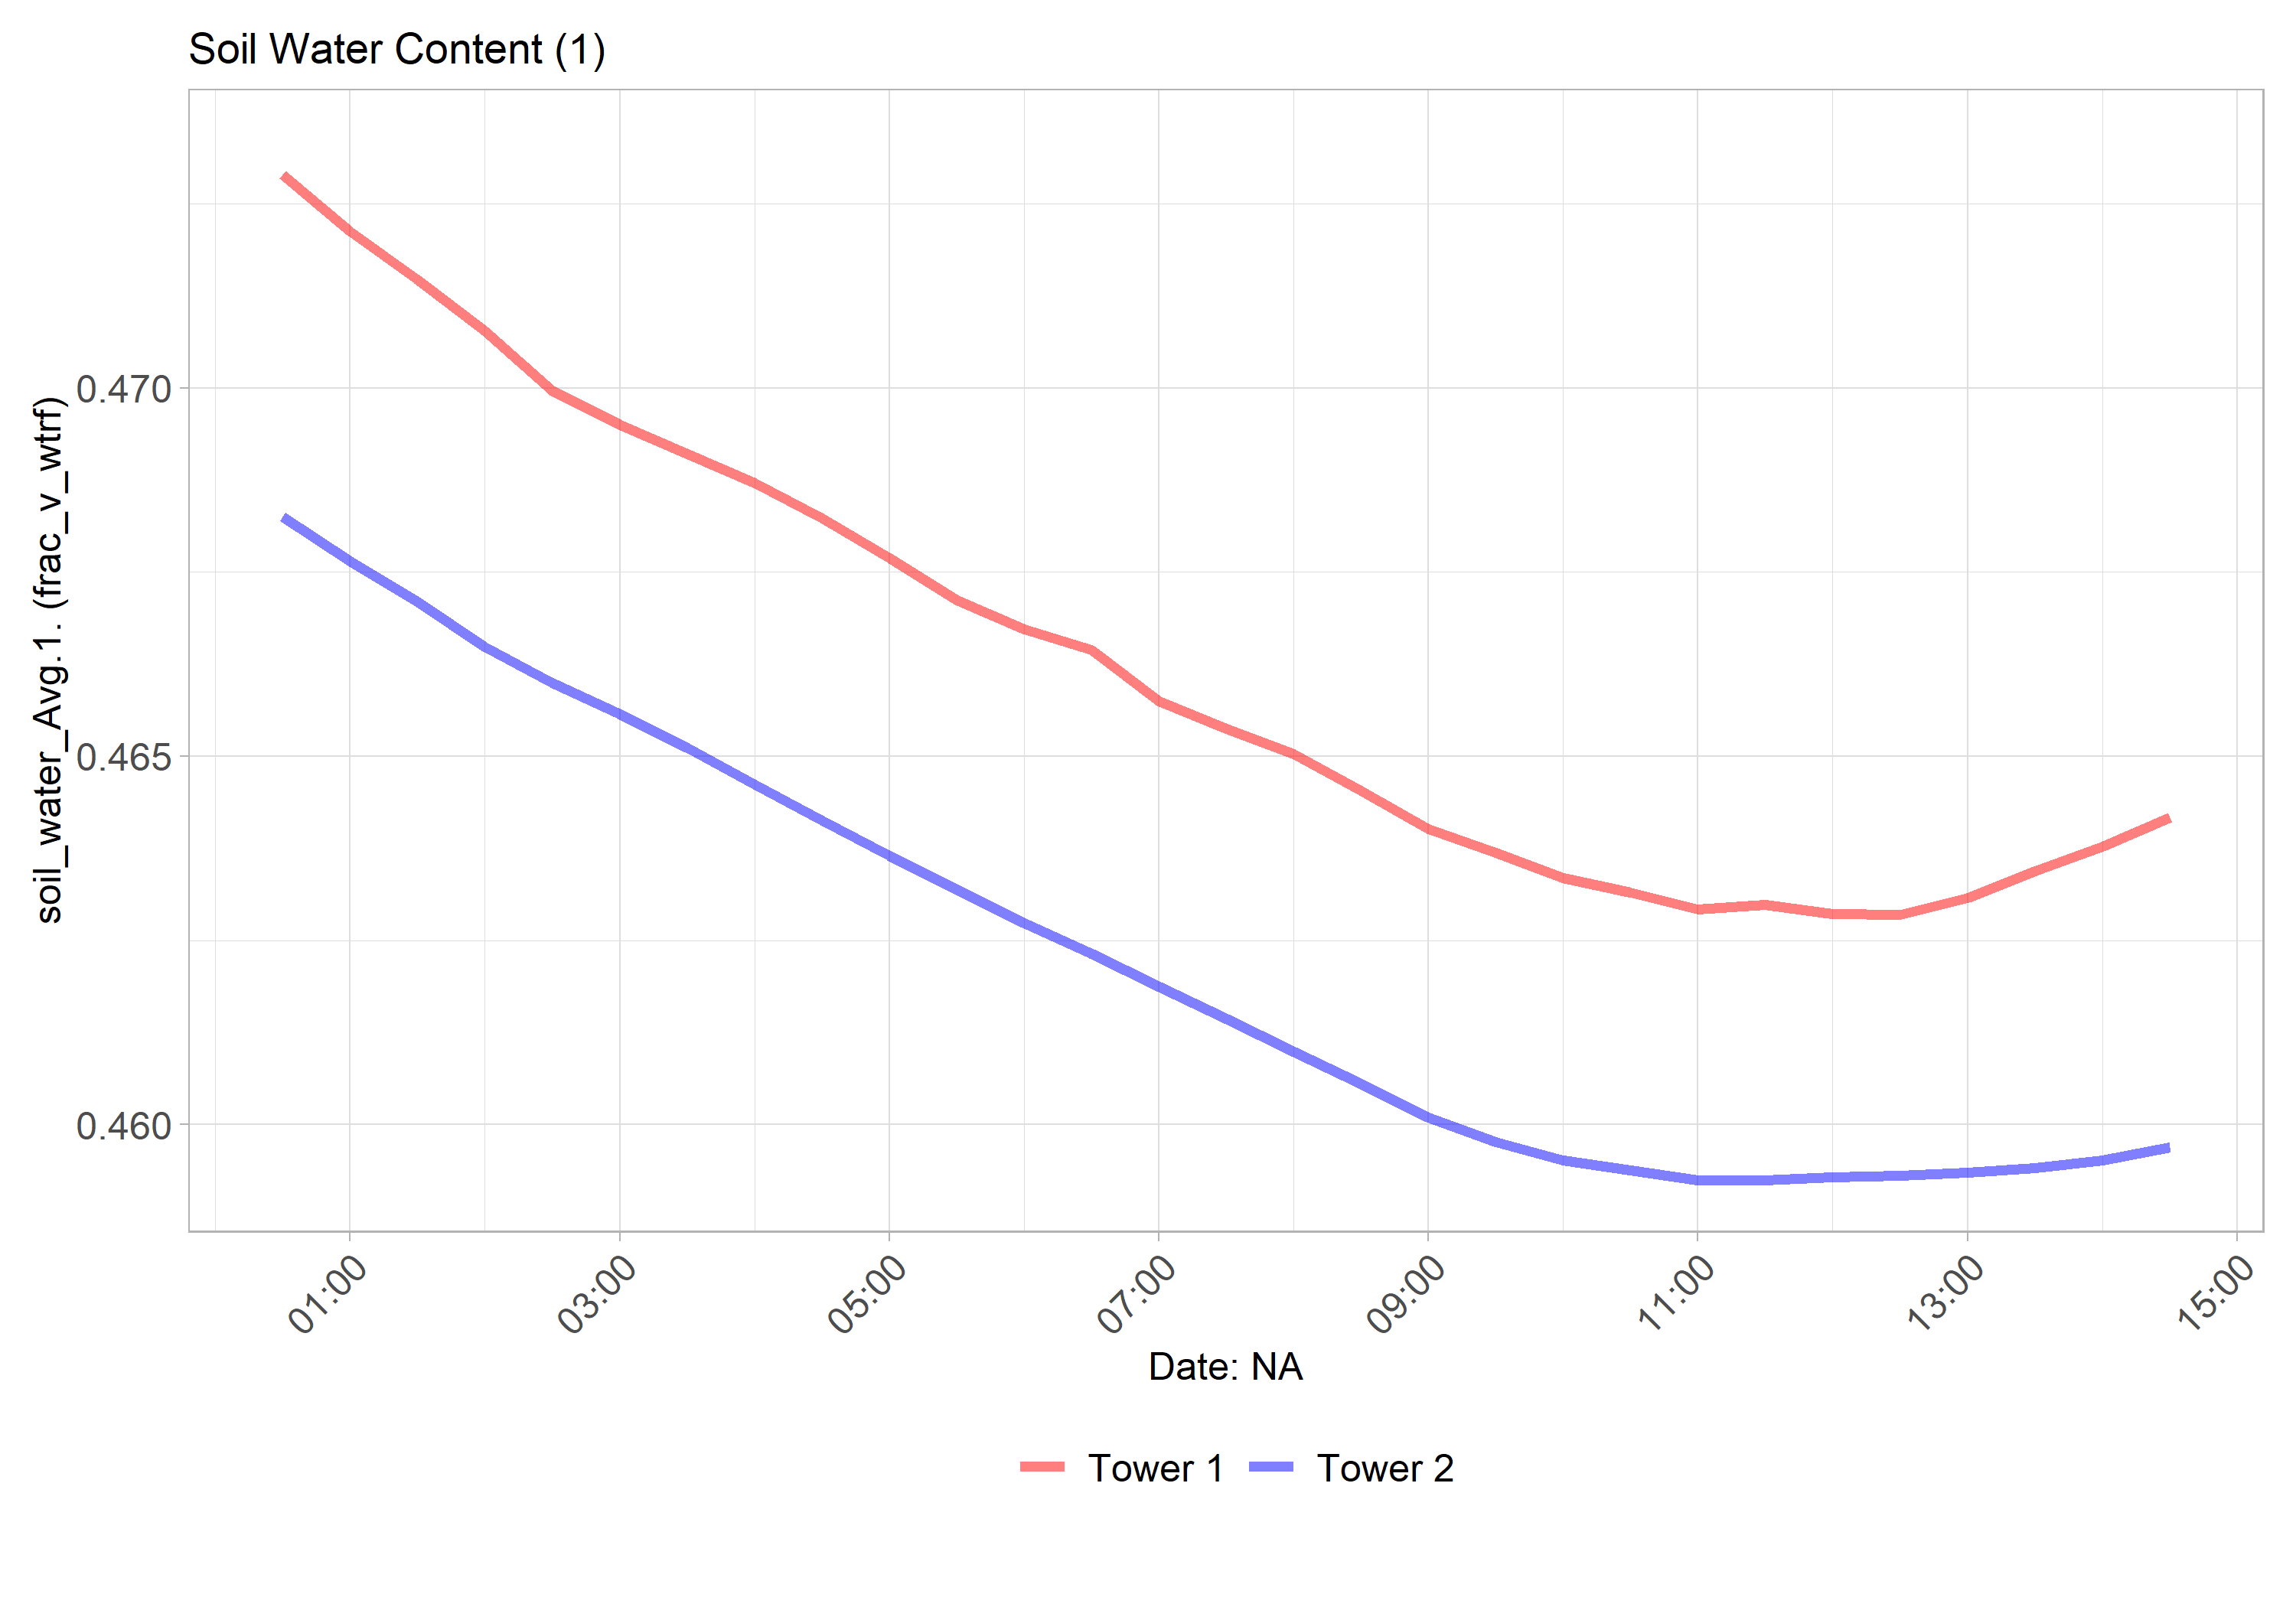 Soil Water Content (1)
soil_water_Avg.1. (frac_v_wtrf)
0.470
0.465
0.460
01:00
03:00
05:00
07:00
09:00
11:00
13:00
15:00
Date: NA
Tower 1
Tower 2